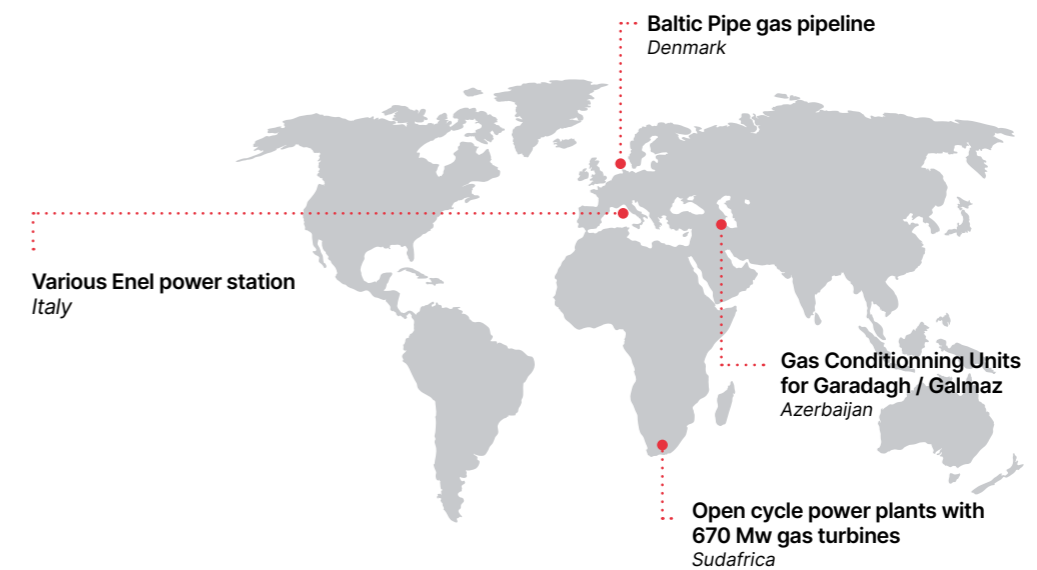 Baltic Pipe gas pipeline
Denmark
Various Enel power station
Italy
Gas Conditionning Units
for Garadagh / Galmaz
Azerbaijan
Open cycle power plants with
670 Mw gas turbines
Sudafrica